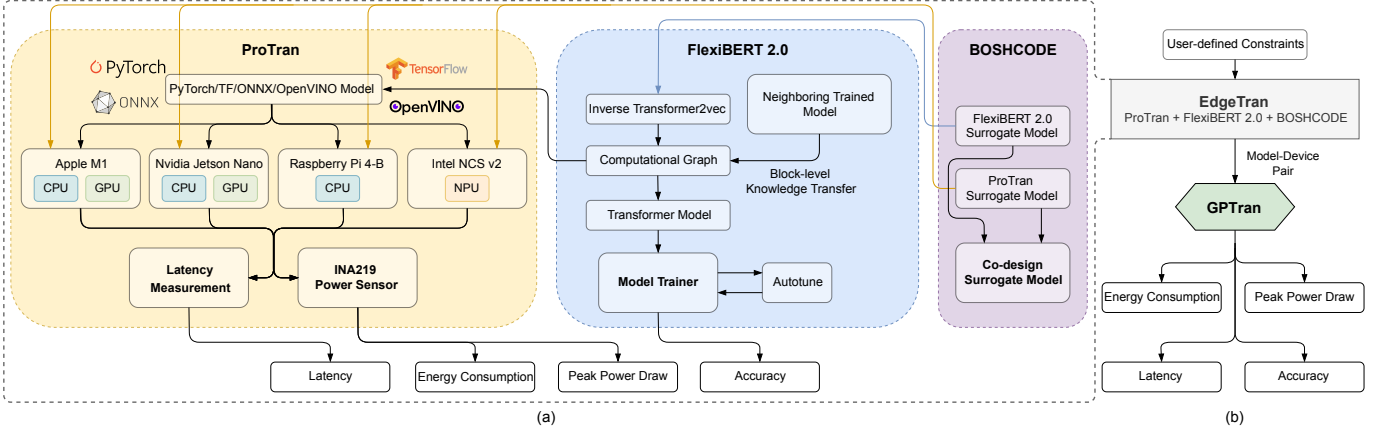 ProTran
PyTorch
TensorFlow
ONNX
OpenVINO
PyTorch/TF/ONNX/OpenVINO Model
Apple M1
CPU
GPU
Nvidia Jetson Nano
CPU
GPU
Raspberry Pi 4-B
CPU
Intel NCS v2
NPU
Latency
Measurement
INA219
Power Sensor
FlexiBERT 2.0
Inverse Transformer2vec
Neighboring Trained
Model
Computational Graph
Block-level
Knowledge Transfer
Transformer Model
Model Trainer
Autotune
BOSHCODE
FlexiBERT 2.0
Surrogate Model
ProTran
Surrogate Model
Co-design
Surrogate Model
Latency
Energy Consumption
Peak Power Draw
Accuracy
(a)
User-defined Constraints
EdgeTran
ProTran + FlexiBERT 2.0 + BOSHCODE
Model-Device
Pair
GPTran
Energy Consumption
Peak Power Draw
Latency
Accuracy
(b)